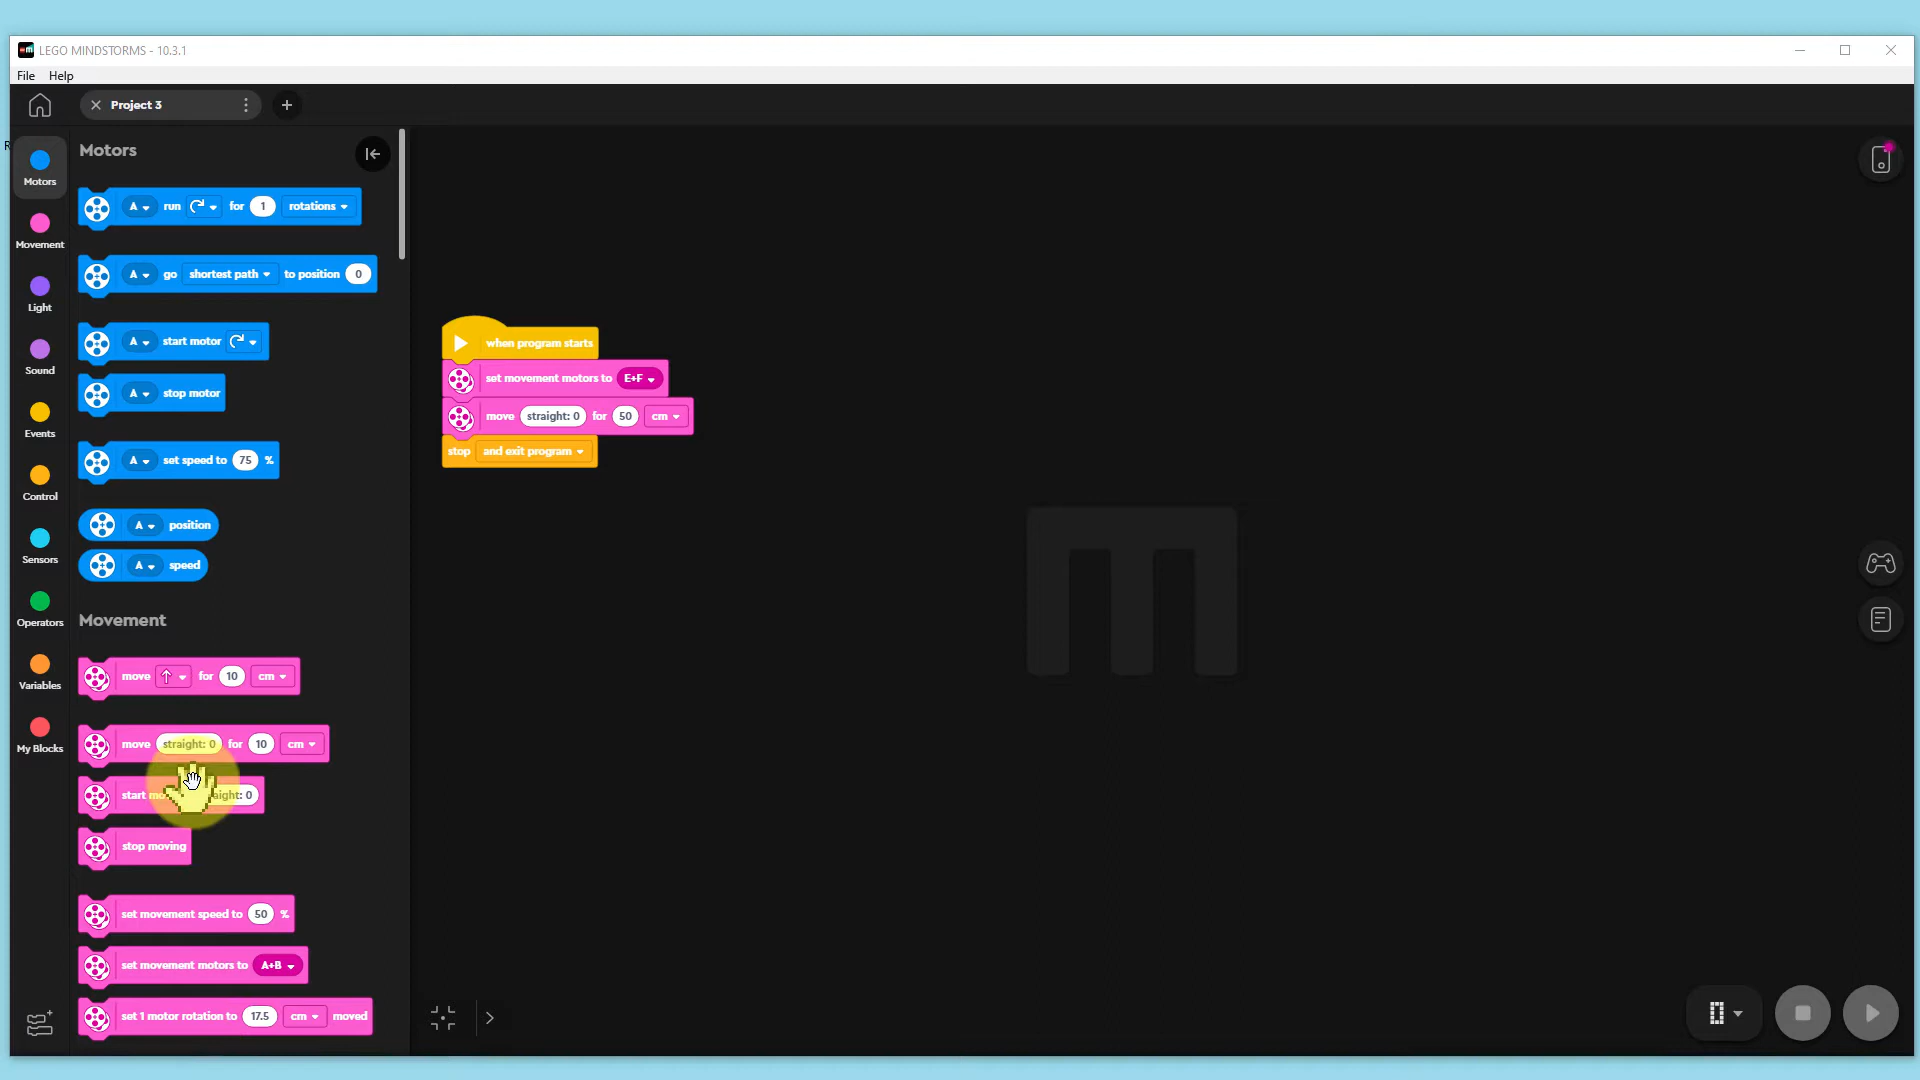 LEGO MINDSTORMS - 10.3.1
File Help
Project 3
R
Motors
Motors
A run for 1 rotations
A go shortest path to position 0
A start motor
A stop motor
A set speed to 75 %
A position
A speed
Movement
move for 10 cm
move straight: 0 for 10 cm
start 0
stop moving
set movement speed to 50 %
set movement motors to A+B
set 1 motor rotation to 17.5 cm moved
Movement
Light
Sound
Events
Control
Sensors
Operators
Variables
My Blocks
when program starts
set movement motors to E+F
move straight: 0 for 50 cm
stop and exit program